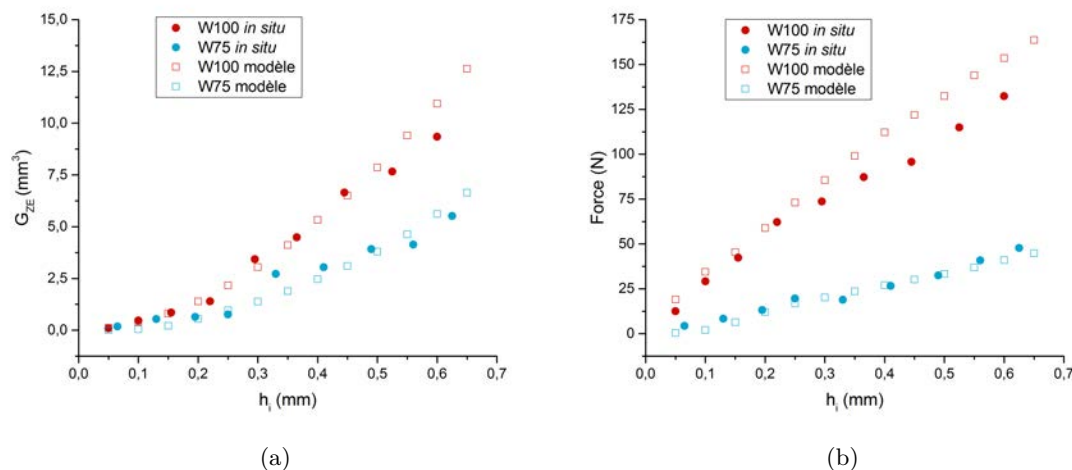 W100 in situ
W75 in situ
W100 modèle
W75 modèle
G_ZE (mm³)
15,0
12,5
10,0
7,5
5,0
2,5
0,0
0,0 0,1 0,2 0,3 0,4 0,5 0,6 0,7
h_i (mm)
(a)
W100 in situ
W75 in situ
W100 modèle
W75 modèle
Force (N)
175
150
125
100
75
50
25
0
0,0 0,1 0,2 0,3 0,4 0,5 0,6 0,7
h_i (mm)
(b)